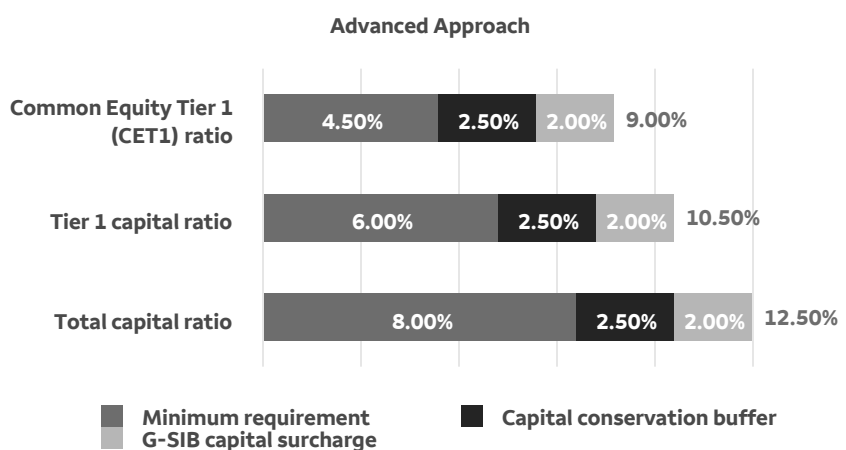 Advanced Approach
Common Equity Tier 1
(CET1) ratio
4.50% 2.50% 2.00% 9.00%
Tier 1 capital ratio
6.00% 2.50% 2.00% 10.50%
Total capital ratio
8.00% 2.50% 2.00% 12.50%
Minimum requirement
Capital conservation buffer
G-SIB capital surcharge